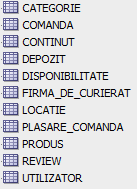 CATEGORIE
COMANDA
CONTINUT
DEPOZIT
DISPONIBILITATE
FIRMA_DE_CURIERAT
LOCATIE
PLASARE_COMANDA
PRODUS
REVIEW
UTILIZATOR